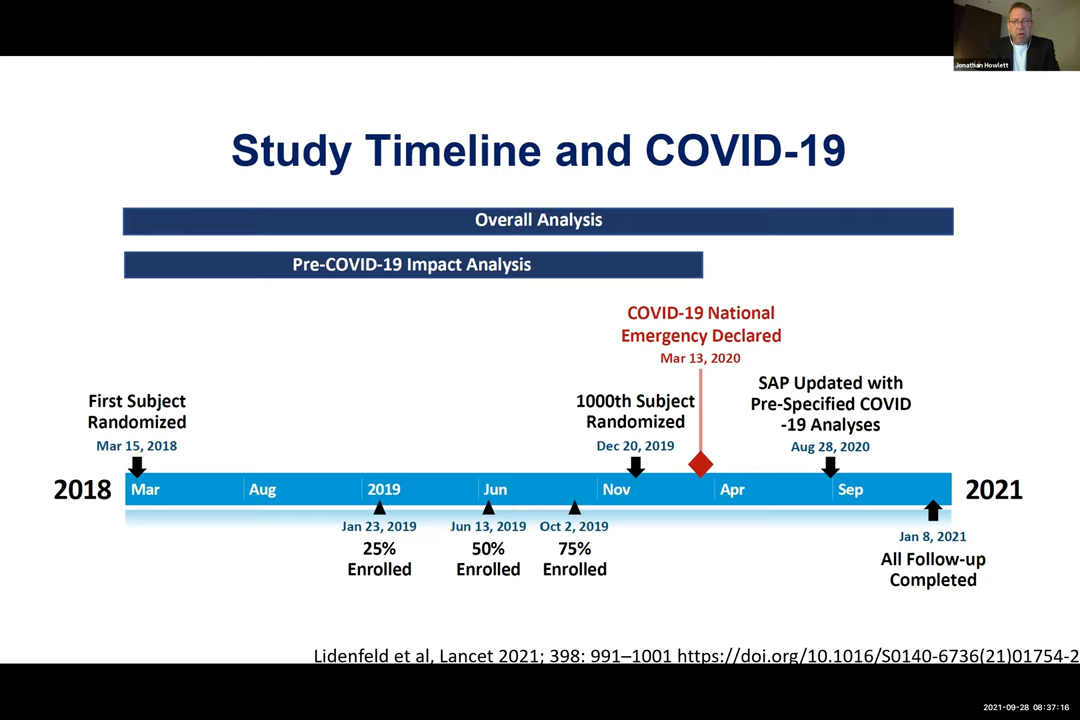 Jonathan Howlett
Study Timeline and COVID-19
Overall Analysis
Pre-COVID-19 Impact Analysis
COVID-19 National
Emergency Declared
Mar 13, 2020
First Subject
Randomized
Mar 15, 2018
1000th Subject
Randomized
Dec 20, 2019
SAP Updated with
Pre-Specified COVID
-19 Analyses
Aug 28, 2020
2018 Mar Aug 2019 Jun Nov Apr Sep 2021
Jan 23, 2019
25%
Enrolled
Jun 13, 2019
50%
Enrolled
Oct 2, 2019
75%
Enrolled
Jan 8, 2021
All Follow-up
Completed
Lidenfeld et al, Lancet 2021; 398: 991–1001 https://doi.org/10.1016/S0140-6736(21)01754-2
2021-09-28 08:37:16